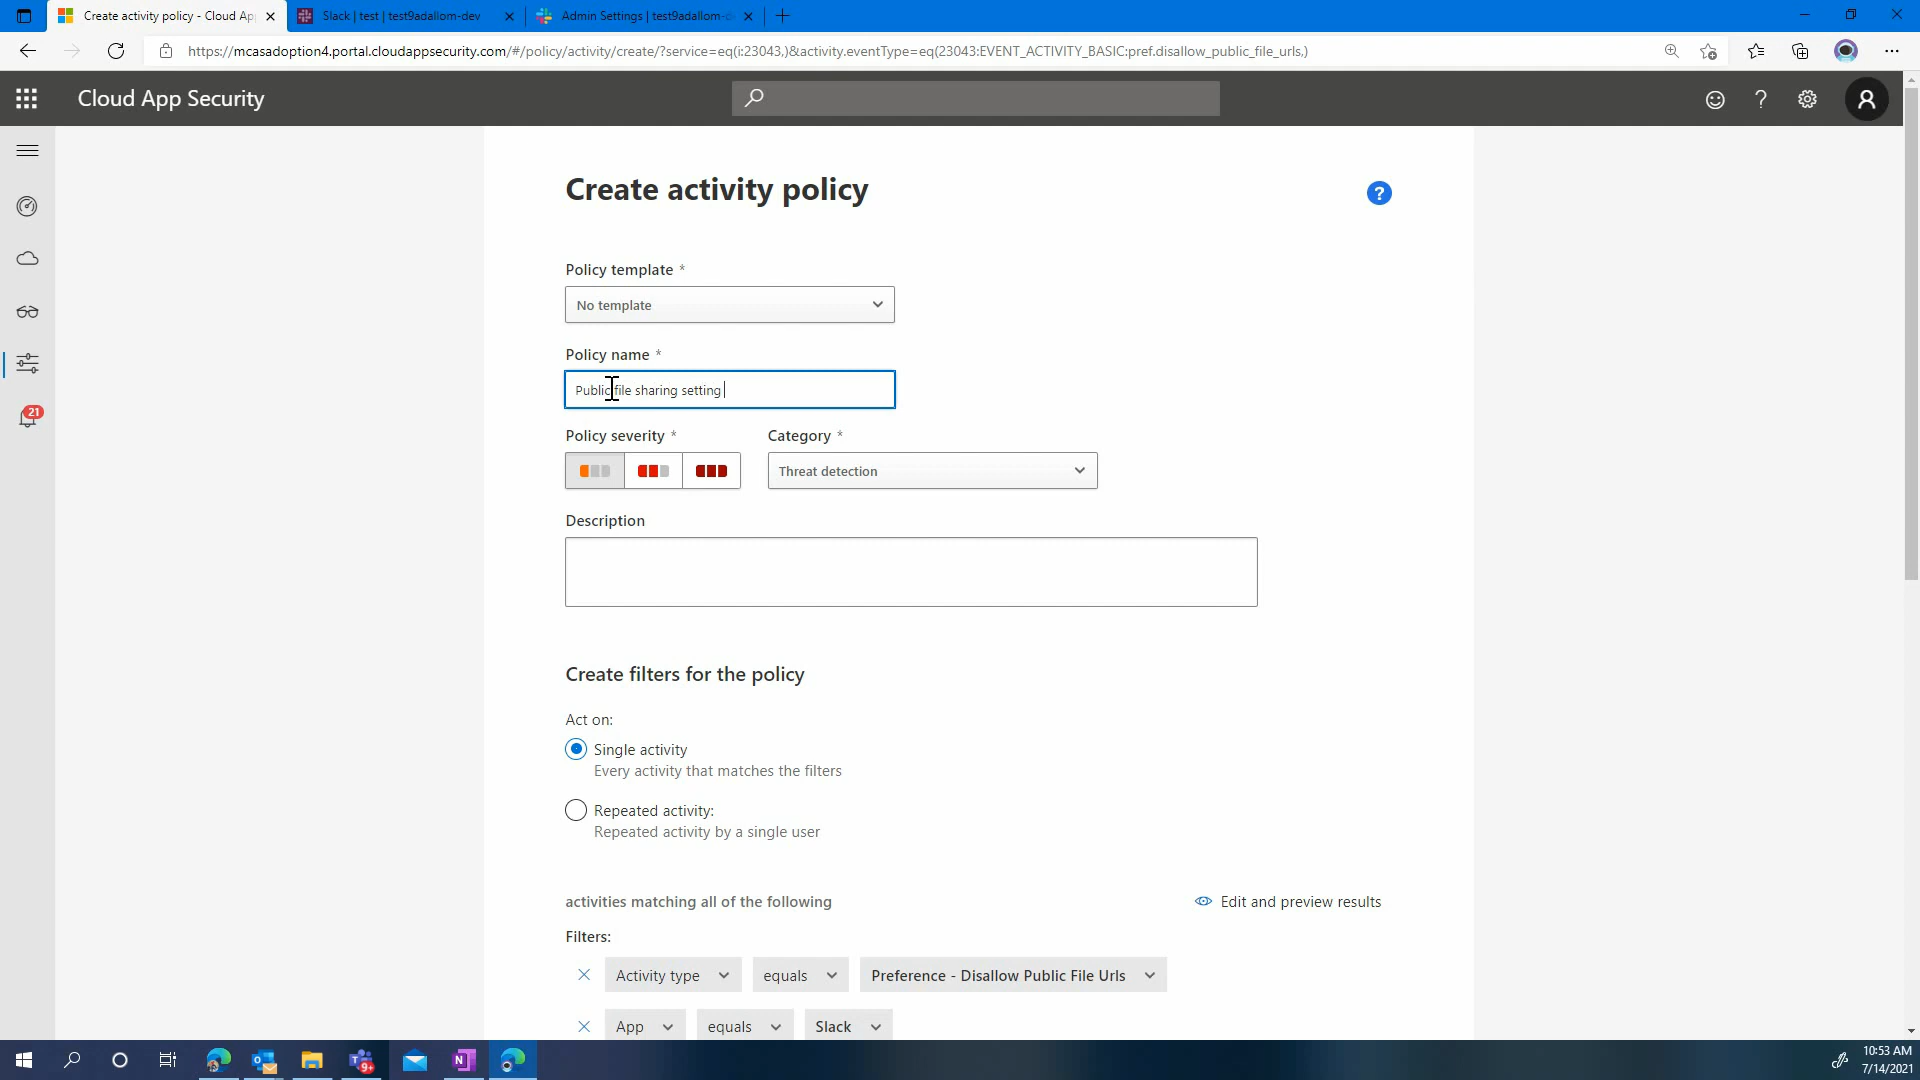 Create activity policy - Cloud Ap
Slack | test | test9adallom-dev
Admin Settings | test9adallom-d
https://mcasadoption4.portal.cloudappsecurity.com/#/policy/activity/create/?service=eq(i:23043,)&activity.eventType=eq(23043:EVENT_ACTIVITY_BASIC:pref.disallow_public_file_urls,)
Cloud App Security
Create activity policy
?
Policy template *
No template
Policy name *
Public file sharing setting
21
Policy severity *
Category *
Threat detection
Description
Create filters for the policy
Act on:
Single activity
Every activity that matches the filters
Repeated activity:
Repeated activity by a single user
activities matching all of the following
Edit and preview results
Filters:
Activity type
equals
Preference - Disallow Public File Urls
App
equals
Slack
9+
10:53 AM
7/14/2021